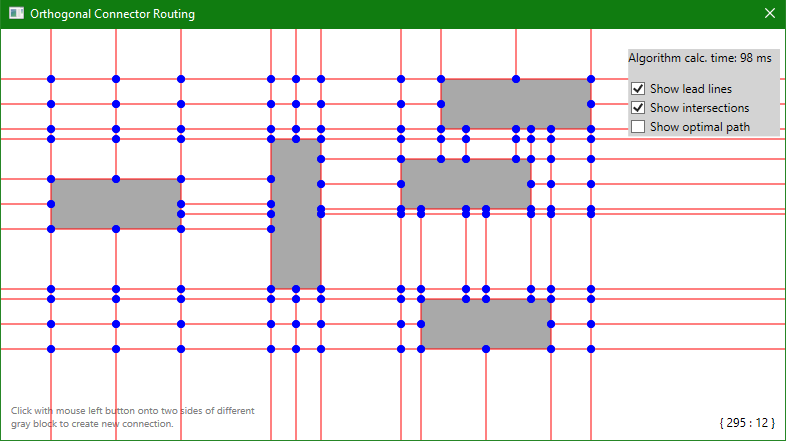 Orthogonal Connector Routing
Algorithm calc. time: 98 ms
Show lead lines
Show intersections
Show optimal path
Click with mouse left button onto two sides of different
gray block to create new connection.
{ 295 : 12 }